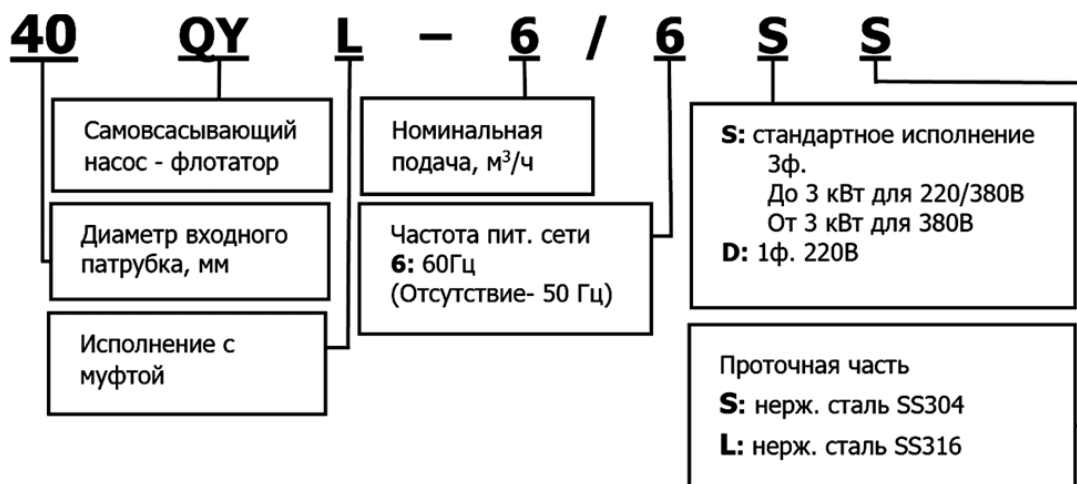 40 QY L – 6 / 6 S S
Самовсасывающий
насос - флотатор
Диаметр входного
патрубка, мм
Исполнение с
муфтой
Номинальная
подача, м³/ч
Частота пит. сети
6: 60Гц
(Отсутствие- 50 Гц)
S: стандартное исполнение
3ф.
До 3 кВт для 220/380В
От 3 кВт для 380В
D: 1ф. 220В
Проточная часть
S: нерж. сталь SS304
L: нерж. сталь SS316